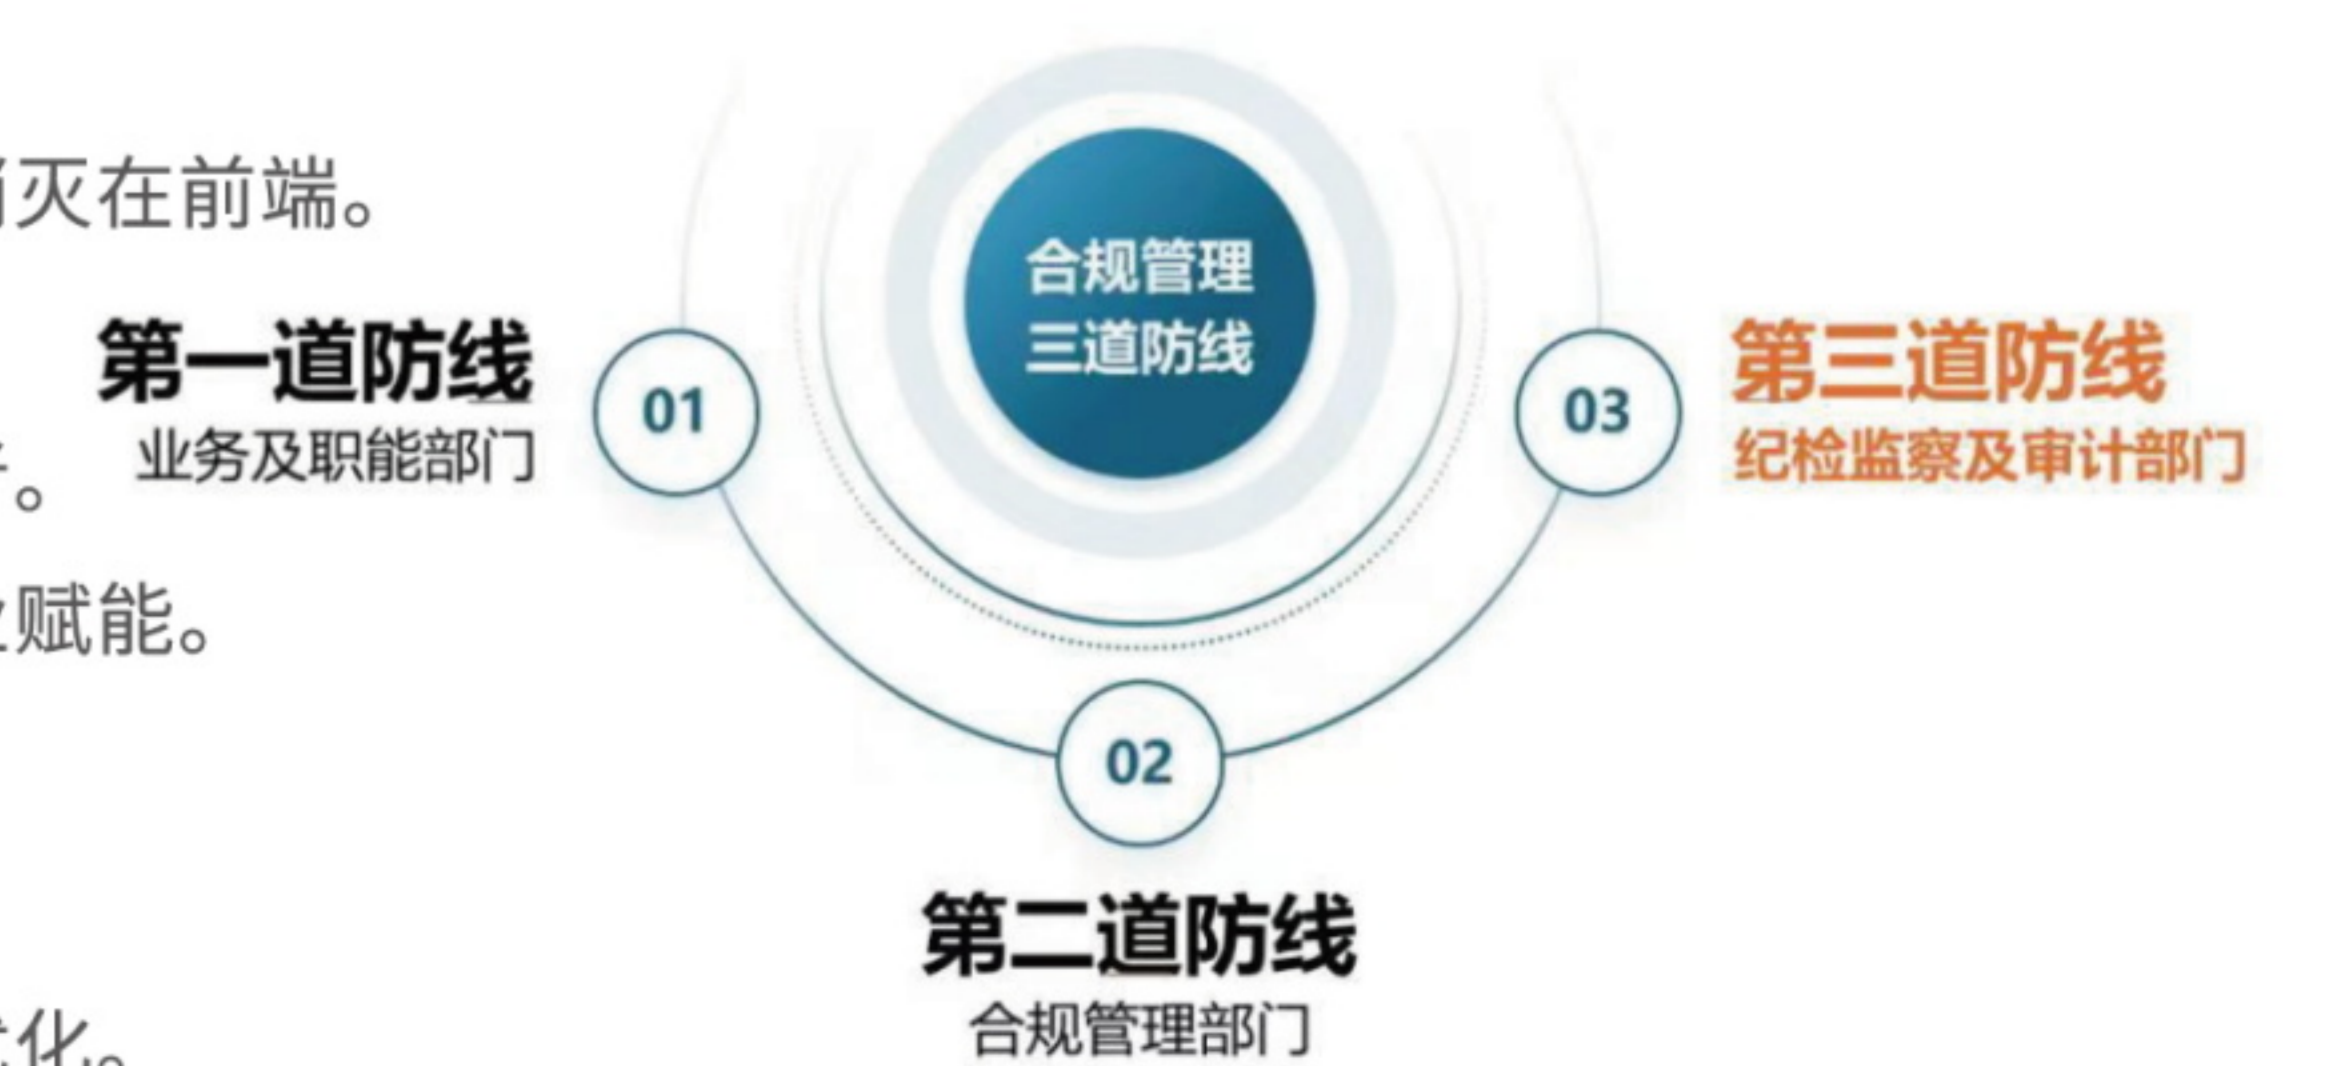 灭在前端。
合规管理
三道防线
第一道防线
业务及职能部门
01
03
第三道防线
纪检监察及审计部门
。
赋能。
02
第二道防线
合规管理部门
化。